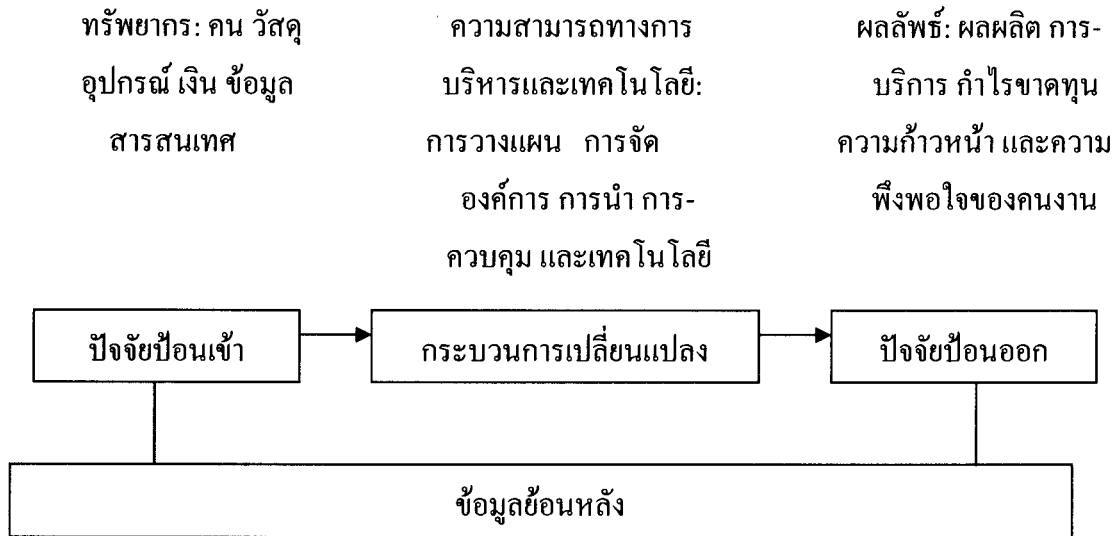 ทรัพยากร: คน วัสดุ
อุปกรณ์ เงิน ข้อมูล
สารสนเทศ
ความสามารถทางการ
บริหารและเทคโนโลยี:
การวางแผน การจัด
องค์การ การนำ การ-
ควบคุม และเทคโนโลยี
ผลลัพธ์: ผลผลิต การ-
บริการ กำไรขาดทุน
ความก้าวหน้า และความ
พึงพอใจของคนงาน
ปัจจัยป้อนเข้า
กระบวนการเปลี่ยนแปลง
ปัจจัยป้อนออก
ข้อมูลย้อนหลัง